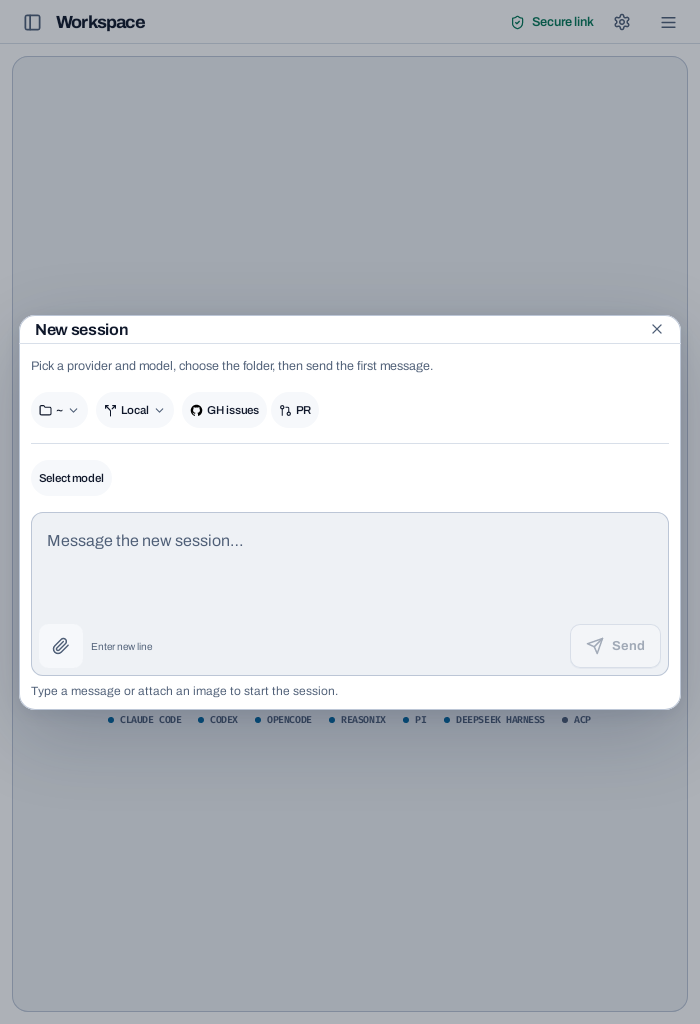 Workspace
Secure link
New session
Pick a provider and model, choose the folder, then send the first message.
~
Local
GH issues
PR
Select model
Message the new session...
Enter new line
Send
Type a message or attach an image to start the session.
CLAUDE CODE
CODEX
OPENCODE
REASONIX
PI
DEEPSEEK HARNESS
ACP